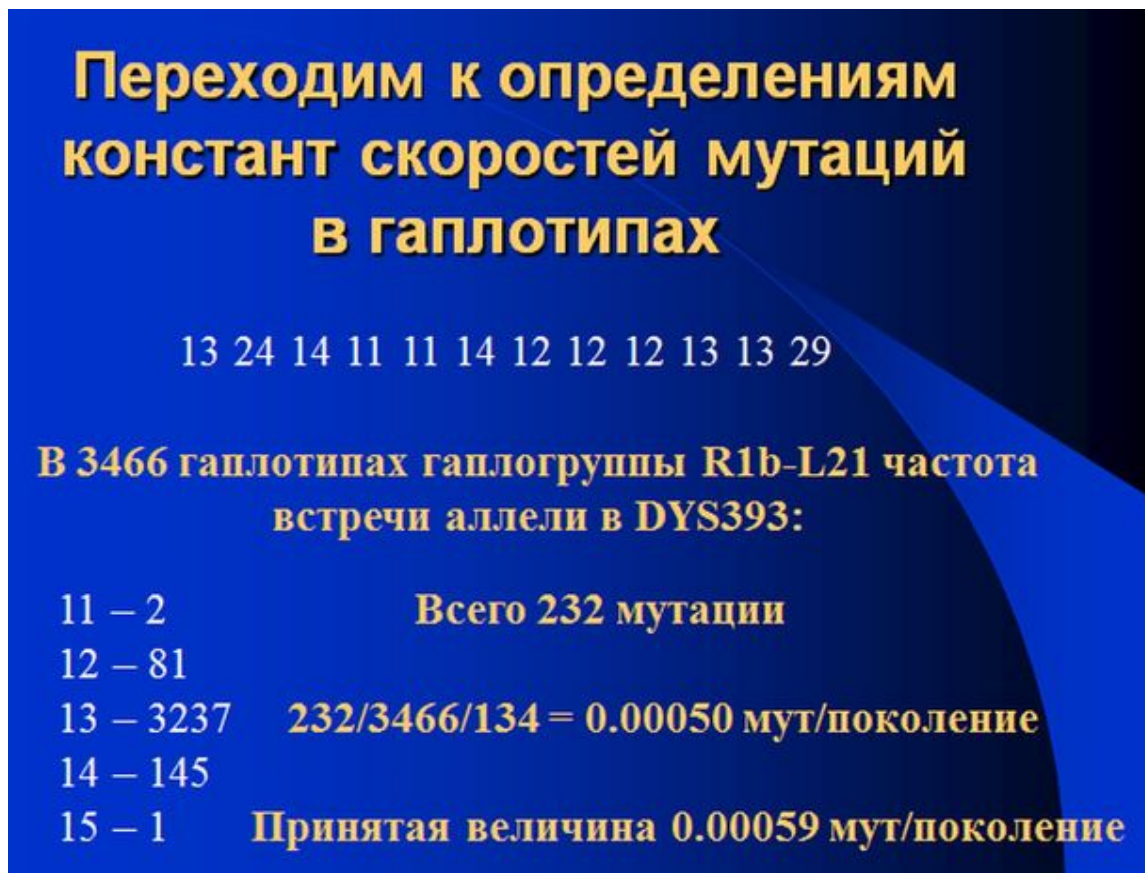 Переходим к определениям
констант скоростей мутаций
в гаплотипах
13 24 14 11 11 14 12 12 12 13 13 29
В 3466 гаплотипах гаплогруппы R1b-L21 частота
встречи аллели в DYS393:
11 – 2 Всего 232 мутации
12 – 81
13 – 3237 232/3466/134 = 0.00050 мут/поколение
14 – 145
15 – 1 Принятая величина 0.00059 мут/поколение